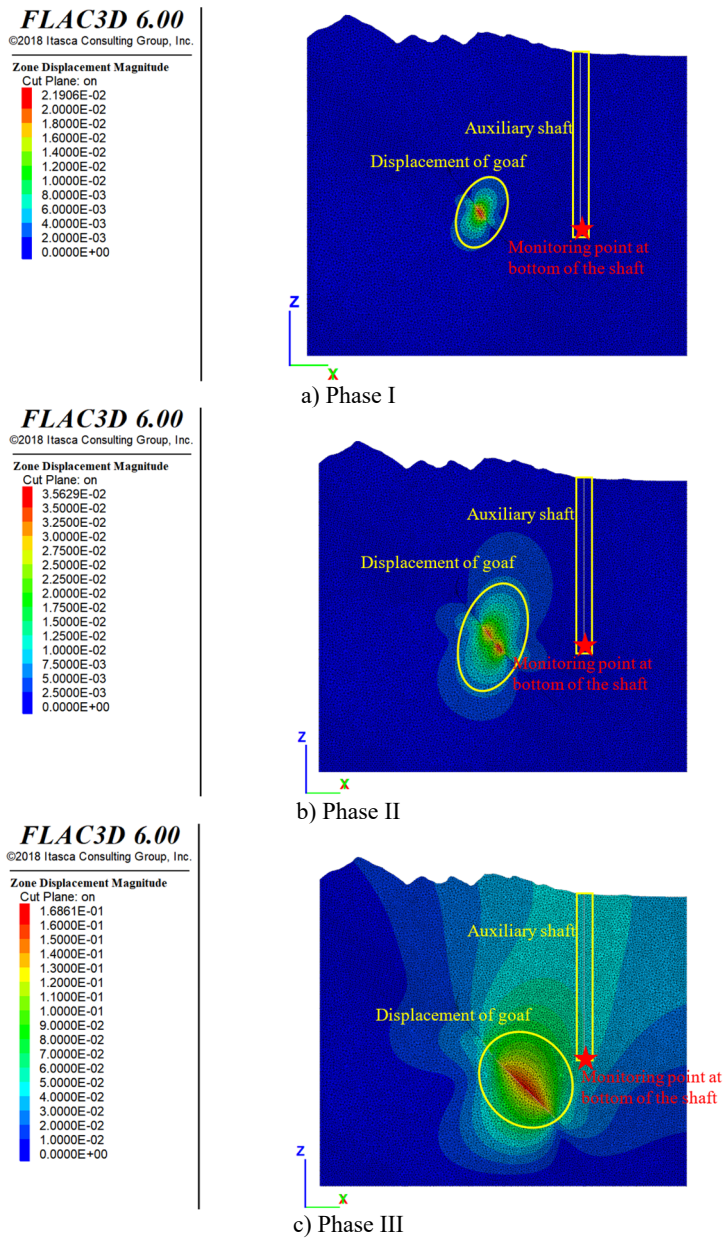 FLAC3D 6.00
©2018 Itasca Consulting Group, Inc.
Zone Displacement Magnitude
Cut Plane: on
2.1906E-02
2.0000E-02
1.8000E-02
1.6000E-02
1.4000E-02
1.2000E-02
1.0000E-02
8.0000E-03
6.0000E-03
4.0000E-03
2.0000E-03
0.0000E+00
Auxiliary shaft
Displacement of goaf
Monitoring point at
bottom of the shaft
Z
X
a) Phase I
FLAC3D 6.00
©2018 Itasca Consulting Group, Inc.
Zone Displacement Magnitude
Cut Plane: on
3.5629E-02
3.5000E-02
3.2500E-02
3.0000E-02
2.7500E-02
2.5000E-02
2.2500E-02
2.0000E-02
1.7500E-02
1.5000E-02
1.2500E-02
1.0000E-02
7.5000E-03
5.0000E-03
2.5000E-03
0.0000E+00
Auxiliary shaft
Displacement of goaf
Monitoring point at
bottom of the shaft
Z
X
b) Phase II
FLAC3D 6.00
©2018 Itasca Consulting Group, Inc.
Zone Displacement Magnitude
Cut Plane: on
1.6861E-01
1.6000E-01
1.5000E-01
1.4000E-01
1.3000E-01
1.2000E-01
1.1000E-01
1.0000E-01
9.0000E-02
8.0000E-02
7.0000E-02
6.0000E-02
5.0000E-02
4.0000E-02
3.0000E-02
2.0000E-02
1.0000E-02
0.0000E+00
Auxiliary shaft
Displacement of goaf
Monitoring point at
bottom of the shaft
Z
X
c) Phase III